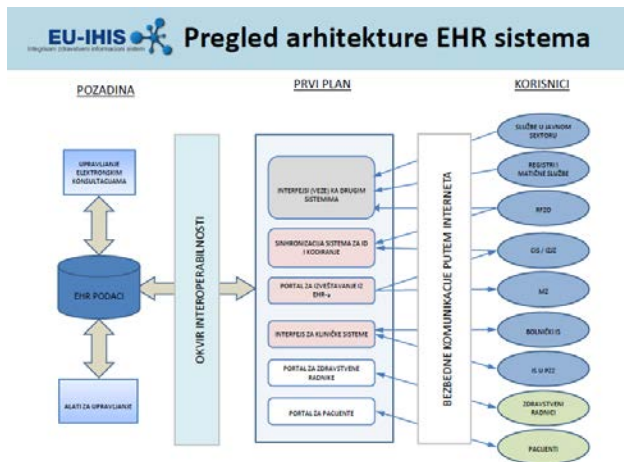 EU-IHIS
Integrisani zdravstveni informacioni sistem
Pregled arhitekture EHR sistema
POZADINA
PRVI PLAN
KORISNICI
UPRAVLJANJE
ELEKTRONSKIM
KONSULTACIJAMA
EHR PODACI
ALATI ZA UPRAVLJANJE
OKVIR INTEROPERABILNOSTI
INTERFEJSI (VEZE) KA DRUGIM
SISTEMIMA
SINHRONIZACIJA SISTEMA ZA ID
I KODIRANJE
PORTAL ZA IZVEŠTAVANJE IZ
EHR-a
INTERFEJS ZA KLINIČKE SISTEME
PORTAL ZA ZDRAVSTVENE
RADNIKE
PORTAL ZA PACIJENTE
BEZBEDNE KOMUNIKACIJE PUTEM INTERNETA
SLUŽBE U JAVNOM
SEKTORU
REGISTRI I
MATIČNE SLUŽBE
RFZO
MZ
BOLNIČKI IS
IS U PZZ
ZDRAVSTVENI
RADNICI
PACIJENTI